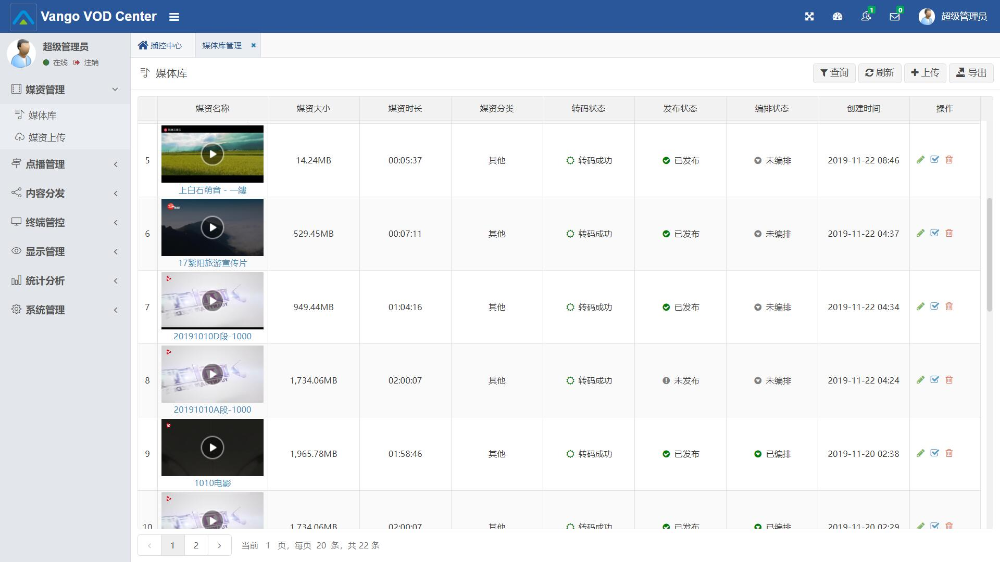 Vango VOD Center
1
0
超级管理员
超级管理员
在线 注销
媒资管理
媒体库
媒资上传
点播管理
内容分发
终端管控
显示管理
统计分析
系统管理
播控中心 媒体库管理
媒体库
查询 刷新 上传 导出
媒资名称 媒资大小 媒资时长 媒资分类 转码状态 发布状态 编排状态 创建时间 操作
5 14.24MB 00:05:37 其他 转码成功 已发布 未编排 2019-11-22 08:46
上白石萌音 - 一缕
6 529.45MB 00:07:11 其他 转码成功 已发布 未编排 2019-11-22 04:37
17紫阳旅游宣传片
7 949.44MB 01:04:16 其他 转码成功 已发布 未编排 2019-11-22 04:34
20191010D段-1000
8 1,734.06MB 02:00:07 其他 转码成功 未发布 未编排 2019-11-22 04:24
20191010A段-1000
9 1,965.78MB 01:58:46 其他 转码成功 已发布 已编排 2019-11-20 02:38
1010电影
10 1,734.06MB 02:00:07 其他 转码成功 已发布 已编排 2019-11-20 02:29
1 2 当前 1 页，每页 20 条，共 22 条